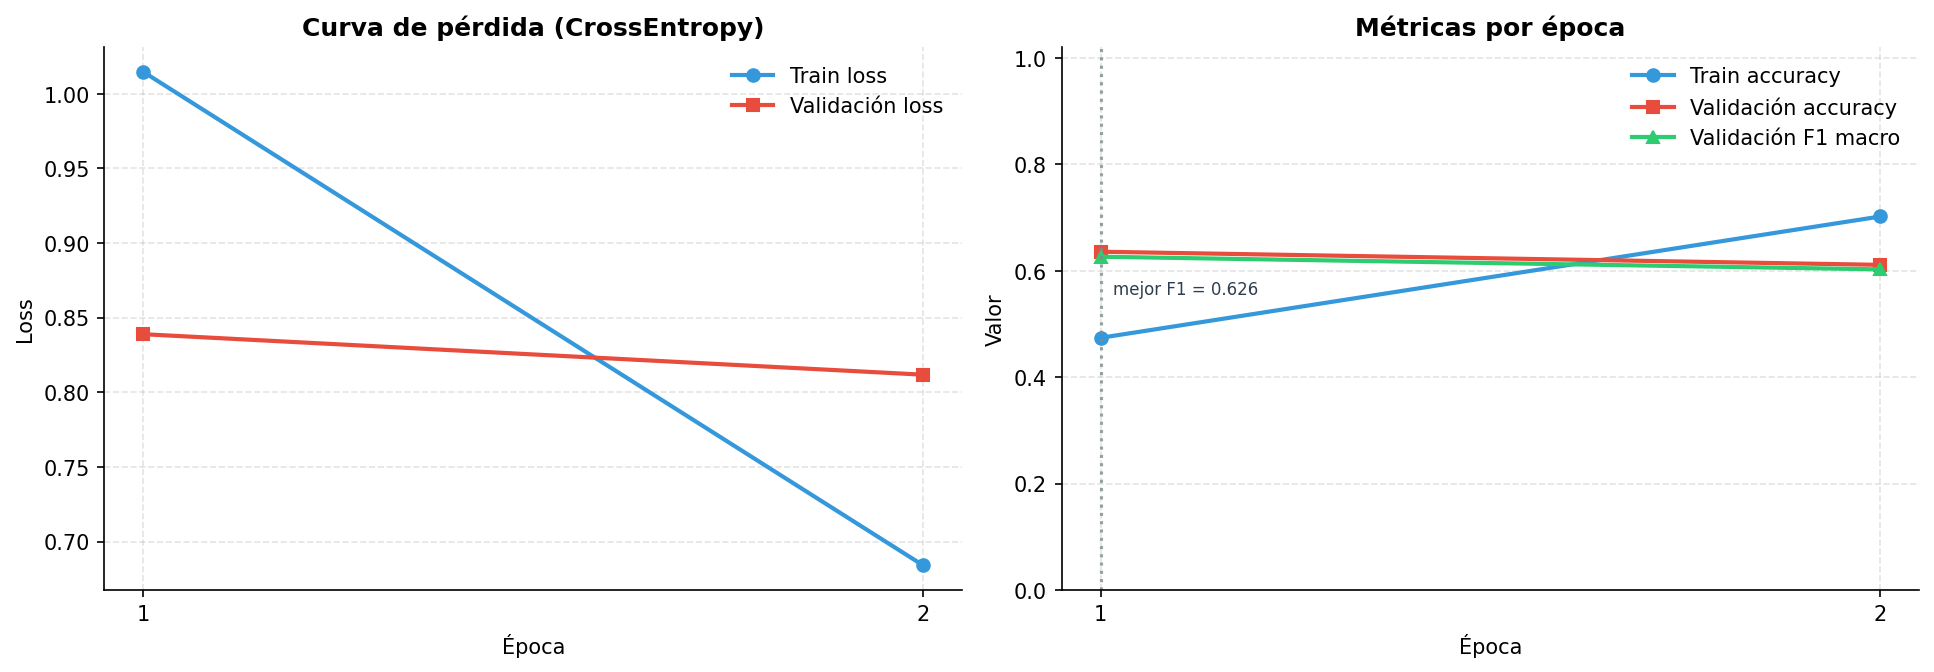 Curva de pérdida (CrossEntropy)
Train loss
Validación loss
1.00
0.95
0.90
0.85
0.80
0.75
0.70
Loss
1
2
Época
Métricas por época
Train accuracy
Validación accuracy
Validación F1 macro
mejor F1 = 0.626
1.0
0.8
0.6
0.4
0.2
0.0
Valor
1
2
Época